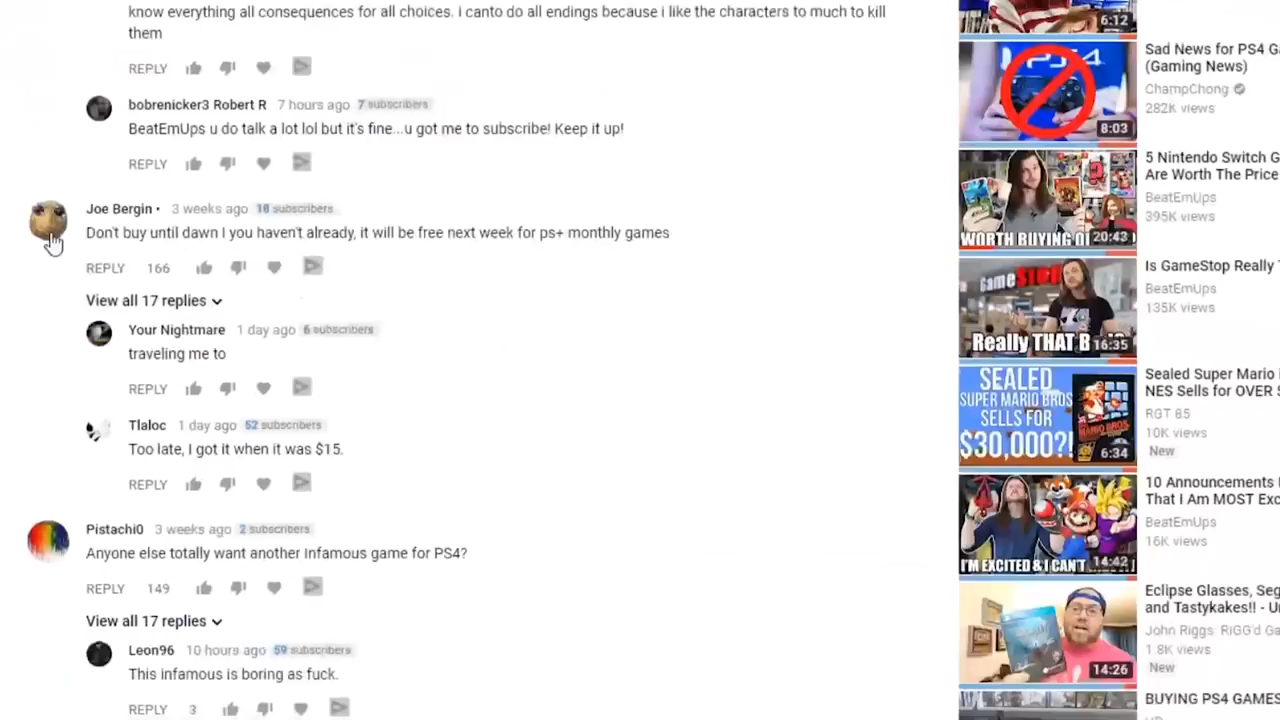 know everything all consequences for all choices. i canto do all endings because i like the characters to much to kill
them
REPLY
bobrenicker3 Robert R 7 hours ago 7 subscribers
BeatEmUps u do talk a lot lol but it's fine...u got me to subscribe! Keep it up!
REPLY
Joe Bergin • 3 weeks ago 18 subscribers
Don't buy until dawn I you haven't already, it will be free next week for ps+ monthly games
REPLY 166
View all 17 replies
Your Nightmare 1 day ago 6 subscribers
traveling me to
REPLY
Tlaloc 1 day ago 52 subscribers
Too late, I got it when it was $15.
REPLY
Pistachi0 3 weeks ago 2 subscribers
Anyone else totally want another Infamous game for PS4?
REPLY 149
View all 17 replies
Leon96 10 hours ago 59 subscribers
This infamous is boring as fuck.
REPLY 3
6:12
PS4
8:03
Sad News for PS4 Ga
(Gaming News)
ChampChong
282K views
WORTH BUYING
20:43
5 Nintendo Switch G
Are Worth The Price
BeatEmUps
395K views
GameStop
Really THAT B
16:35
Is GameStop Really
BeatEmUps
135K views
SEALED
SUPER MARIO BROS
SELLS FOR
$30,000?!
6:34
Sealed Super Mario
NES Sells for OVER
RGT 85
10K views
New
I'M EXCITED & I CAN'T
14:42
10 Announcements
That I Am MOST Exc
BeatEmUps
16K views
14:26
Eclipse Glasses, Seg
and Tastykakes!! - U
John Riggs: RIGG'd Ga
1.8K views
New
BUYING PS4 GAMES